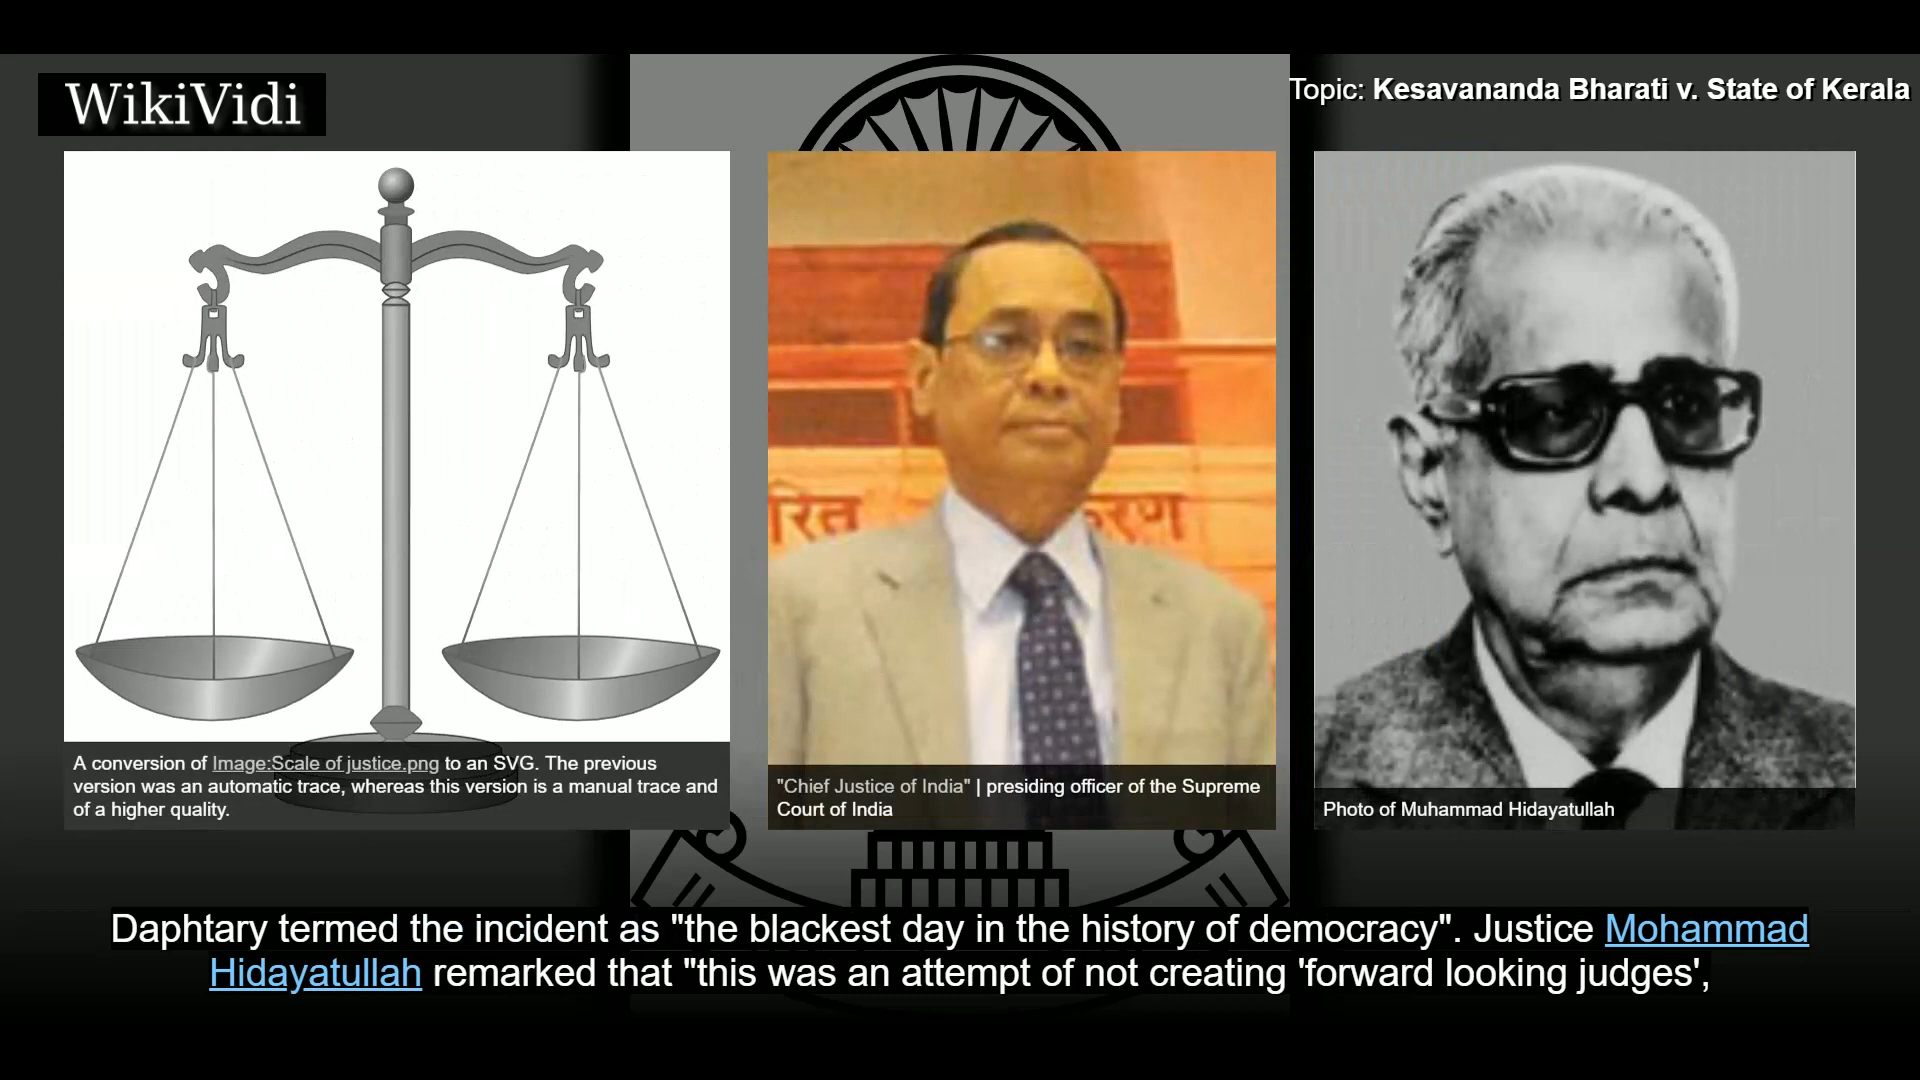 WikiVidi
Topic: Kesavananda Bharati v. State of Kerala
रित
करण
A conversion of Image:Scale of justice.png to an SVG. The previous
version was an automatic trace, whereas this version is a manual trace and
of a higher quality.
"Chief Justice of India" | presiding officer of the Supreme
Court of India
Photo of Muhammad Hidayatullah
Daphtary termed the incident as "the blackest day in the history of democracy". Justice Mohammad
Hidayatullah remarked that "this was an attempt of not creating 'forward looking judges',